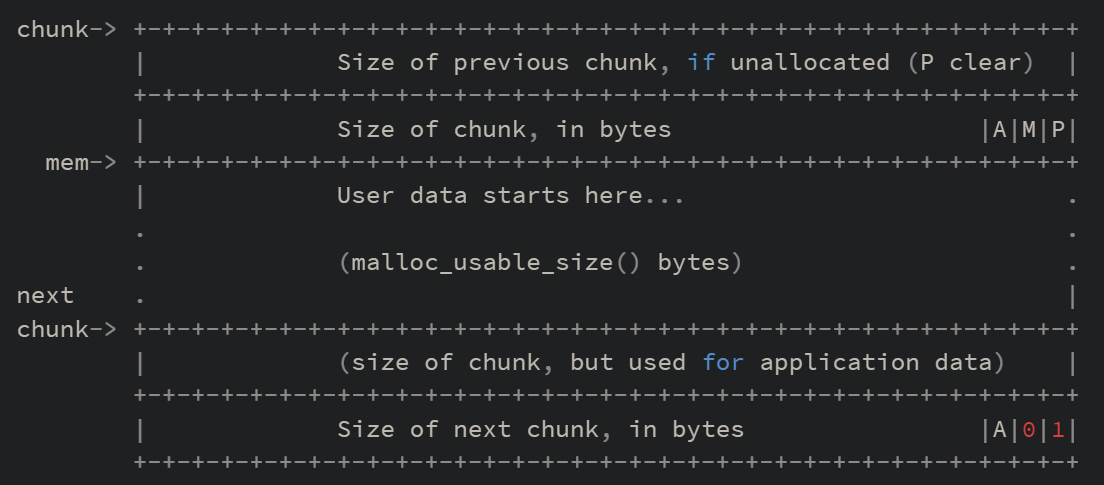 chunk-> +-+-+-+-+-+-+-+-+-+-+-+-+-+-+-+-+-+-+-+-+-+-+-+-+-+-+-+-+-+-+-+-+
        |             Size of previous chunk, if unallocated (P clear)  |
        +-+-+-+-+-+-+-+-+-+-+-+-+-+-+-+-+-+-+-+-+-+-+-+-+-+-+-+-+-+-+-+-+
        |             Size of chunk, in bytes                     |A|M|P|
  mem-> +-+-+-+-+-+-+-+-+-+-+-+-+-+-+-+-+-+-+-+-+-+-+-+-+-+-+-+-+-+-+-+-+
        |             User data starts here...                          .
        .                                                               .
        .             (malloc_usable_size() bytes)                      .
next    .                                                               |
chunk-> +-+-+-+-+-+-+-+-+-+-+-+-+-+-+-+-+-+-+-+-+-+-+-+-+-+-+-+-+-+-+-+-+
        |             (size of chunk, but used for application data)    |
        +-+-+-+-+-+-+-+-+-+-+-+-+-+-+-+-+-+-+-+-+-+-+-+-+-+-+-+-+-+-+-+-+
        |             Size of next chunk, in bytes                |A|0|1|
        +-+-+-+-+-+-+-+-+-+-+-+-+-+-+-+-+-+-+-+-+-+-+-+-+-+-+-+-+-+-+-+-+